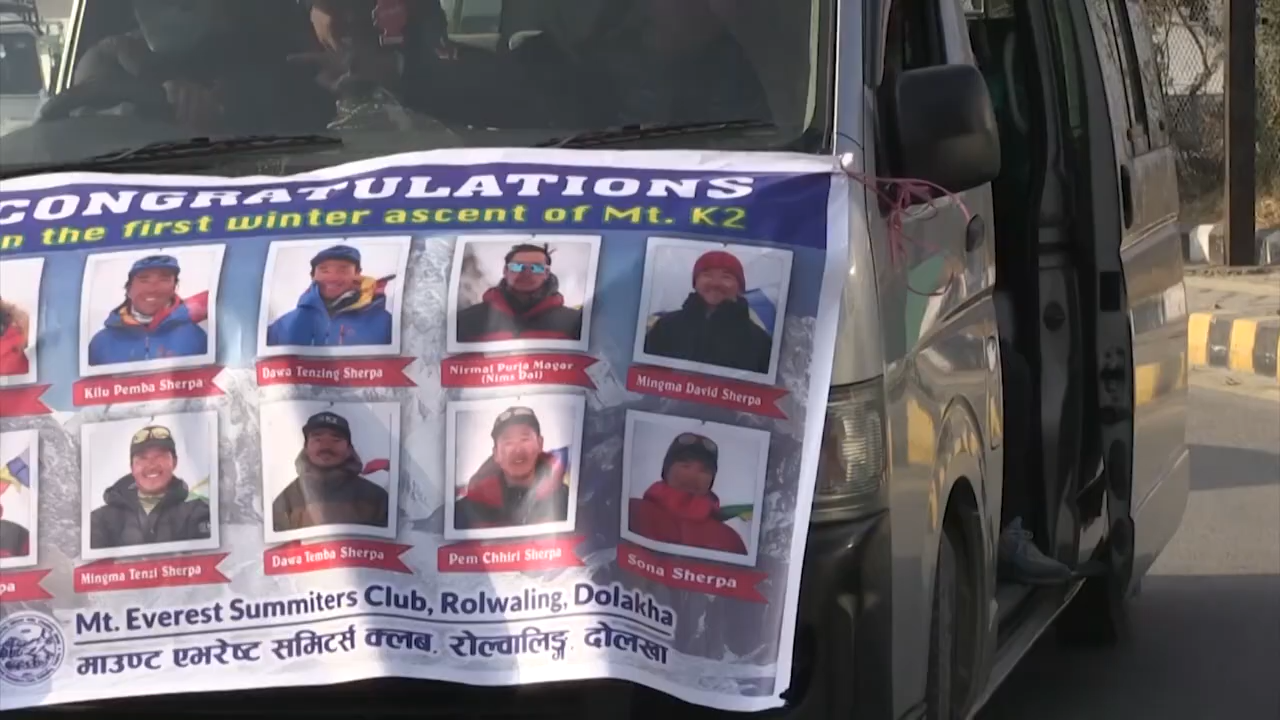 CONGRATULATIONS
n the first winter ascent of Mt. K2
Kilu Pemba Sherpa
Dawa Tenzing Sherpa
Nirmal Purja Magar
(Nims Dai)
Mingma David Sherpa
pa
Mingma Tenzi Sherpa
Dawa Temba Sherpa
Pem Chhiri Sherpa
Sona Sherpa
Mt. Everest Summiters Club, Rolwaling, Dolakha
माउण्ट एभरेष्ट समिटर्स क्लब, रोल्वालिङ्ग, दोलखा